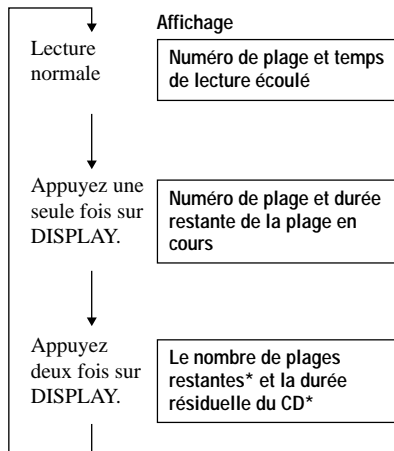 Affichage
Lecture
normale
Numéro de plage et temps
de lecture écoulé
Appuyez une
seule fois sur
DISPLAY.
Numéro de plage et durée
restante de la plage en
cours
Appuyez
deux fois sur
DISPLAY.
Le nombre de plages
restantes* et la durée
résiduelle du CD*